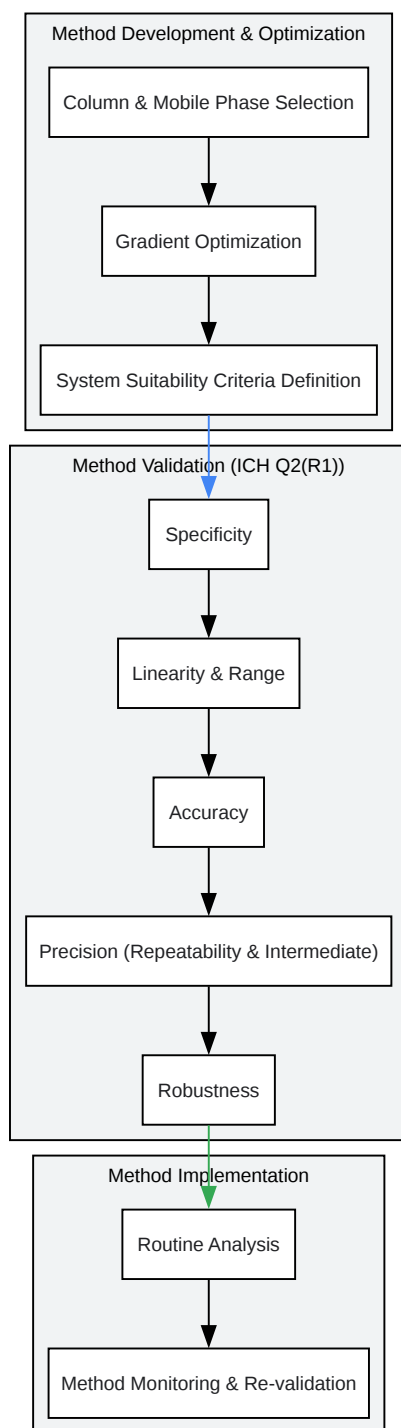 Method Development & Optimization
Column & Mobile Phase Selection
Gradient Optimization
System Suitability Criteria Definition
Method Validation (ICH Q2(R1))
Specificity
Linearity & Range
Accuracy
Precision (Repeatability & Intermediate)
Robustness
Method Implementation
Routine Analysis
Method Monitoring & Re-validation